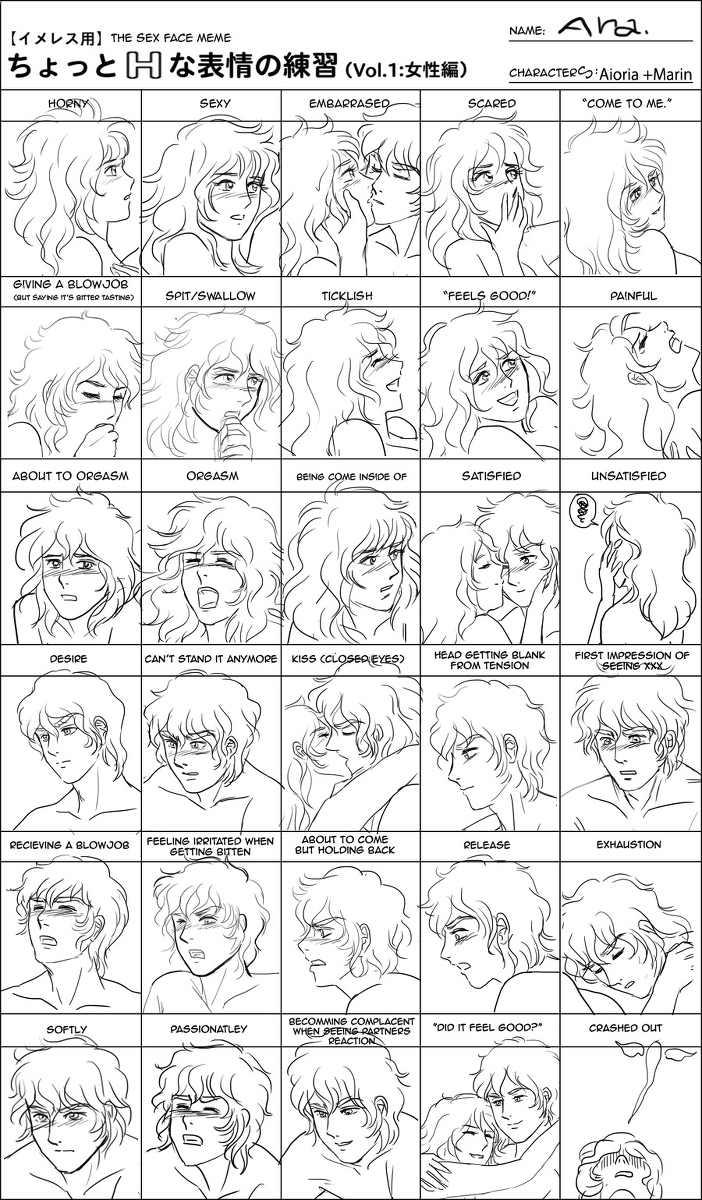 【イメレス用】THE SEX FACE MEME
ちょっとHな表情の練習 (Vol.1:女性編)
NAME: Ara.
CHARACTERS: Aioria +Marin
HORNY
SEXY
EMBARRASED
SCARED
"COME TO ME."
GIVING A BLOWJOB
(BUT SAYING IT'S BITTER TASTING)
SPIT/SWALLOW
TICKLISH
"FEELS GOOD!"
PAINFUL
ABOUT TO ORGASM
ORGASM
BEING COME INSIDE OF
SATISFIED
UNSATISFIED
DESIRE
CAN'T STAND IT ANYMORE
KISS (CLOSED EYES)
HEAD GETTING BLANK
FROM TENSION
FIRST IMPRESSION OF
SEEING XXX
RECIEVING A BLOWJOB
FEELING IRRITATED WHEN
GETTING BITTEN
ABOUT TO COME
BUT HOLDING BACK
RELEASE
EXHAUSTION
SOFTLY
PASSIONATLEY
BECOMMING COMPLACENT
WHEN SEEING PARTNERS
REACTION
"DID IT FEEL GOOD?"
CRASHED OUT